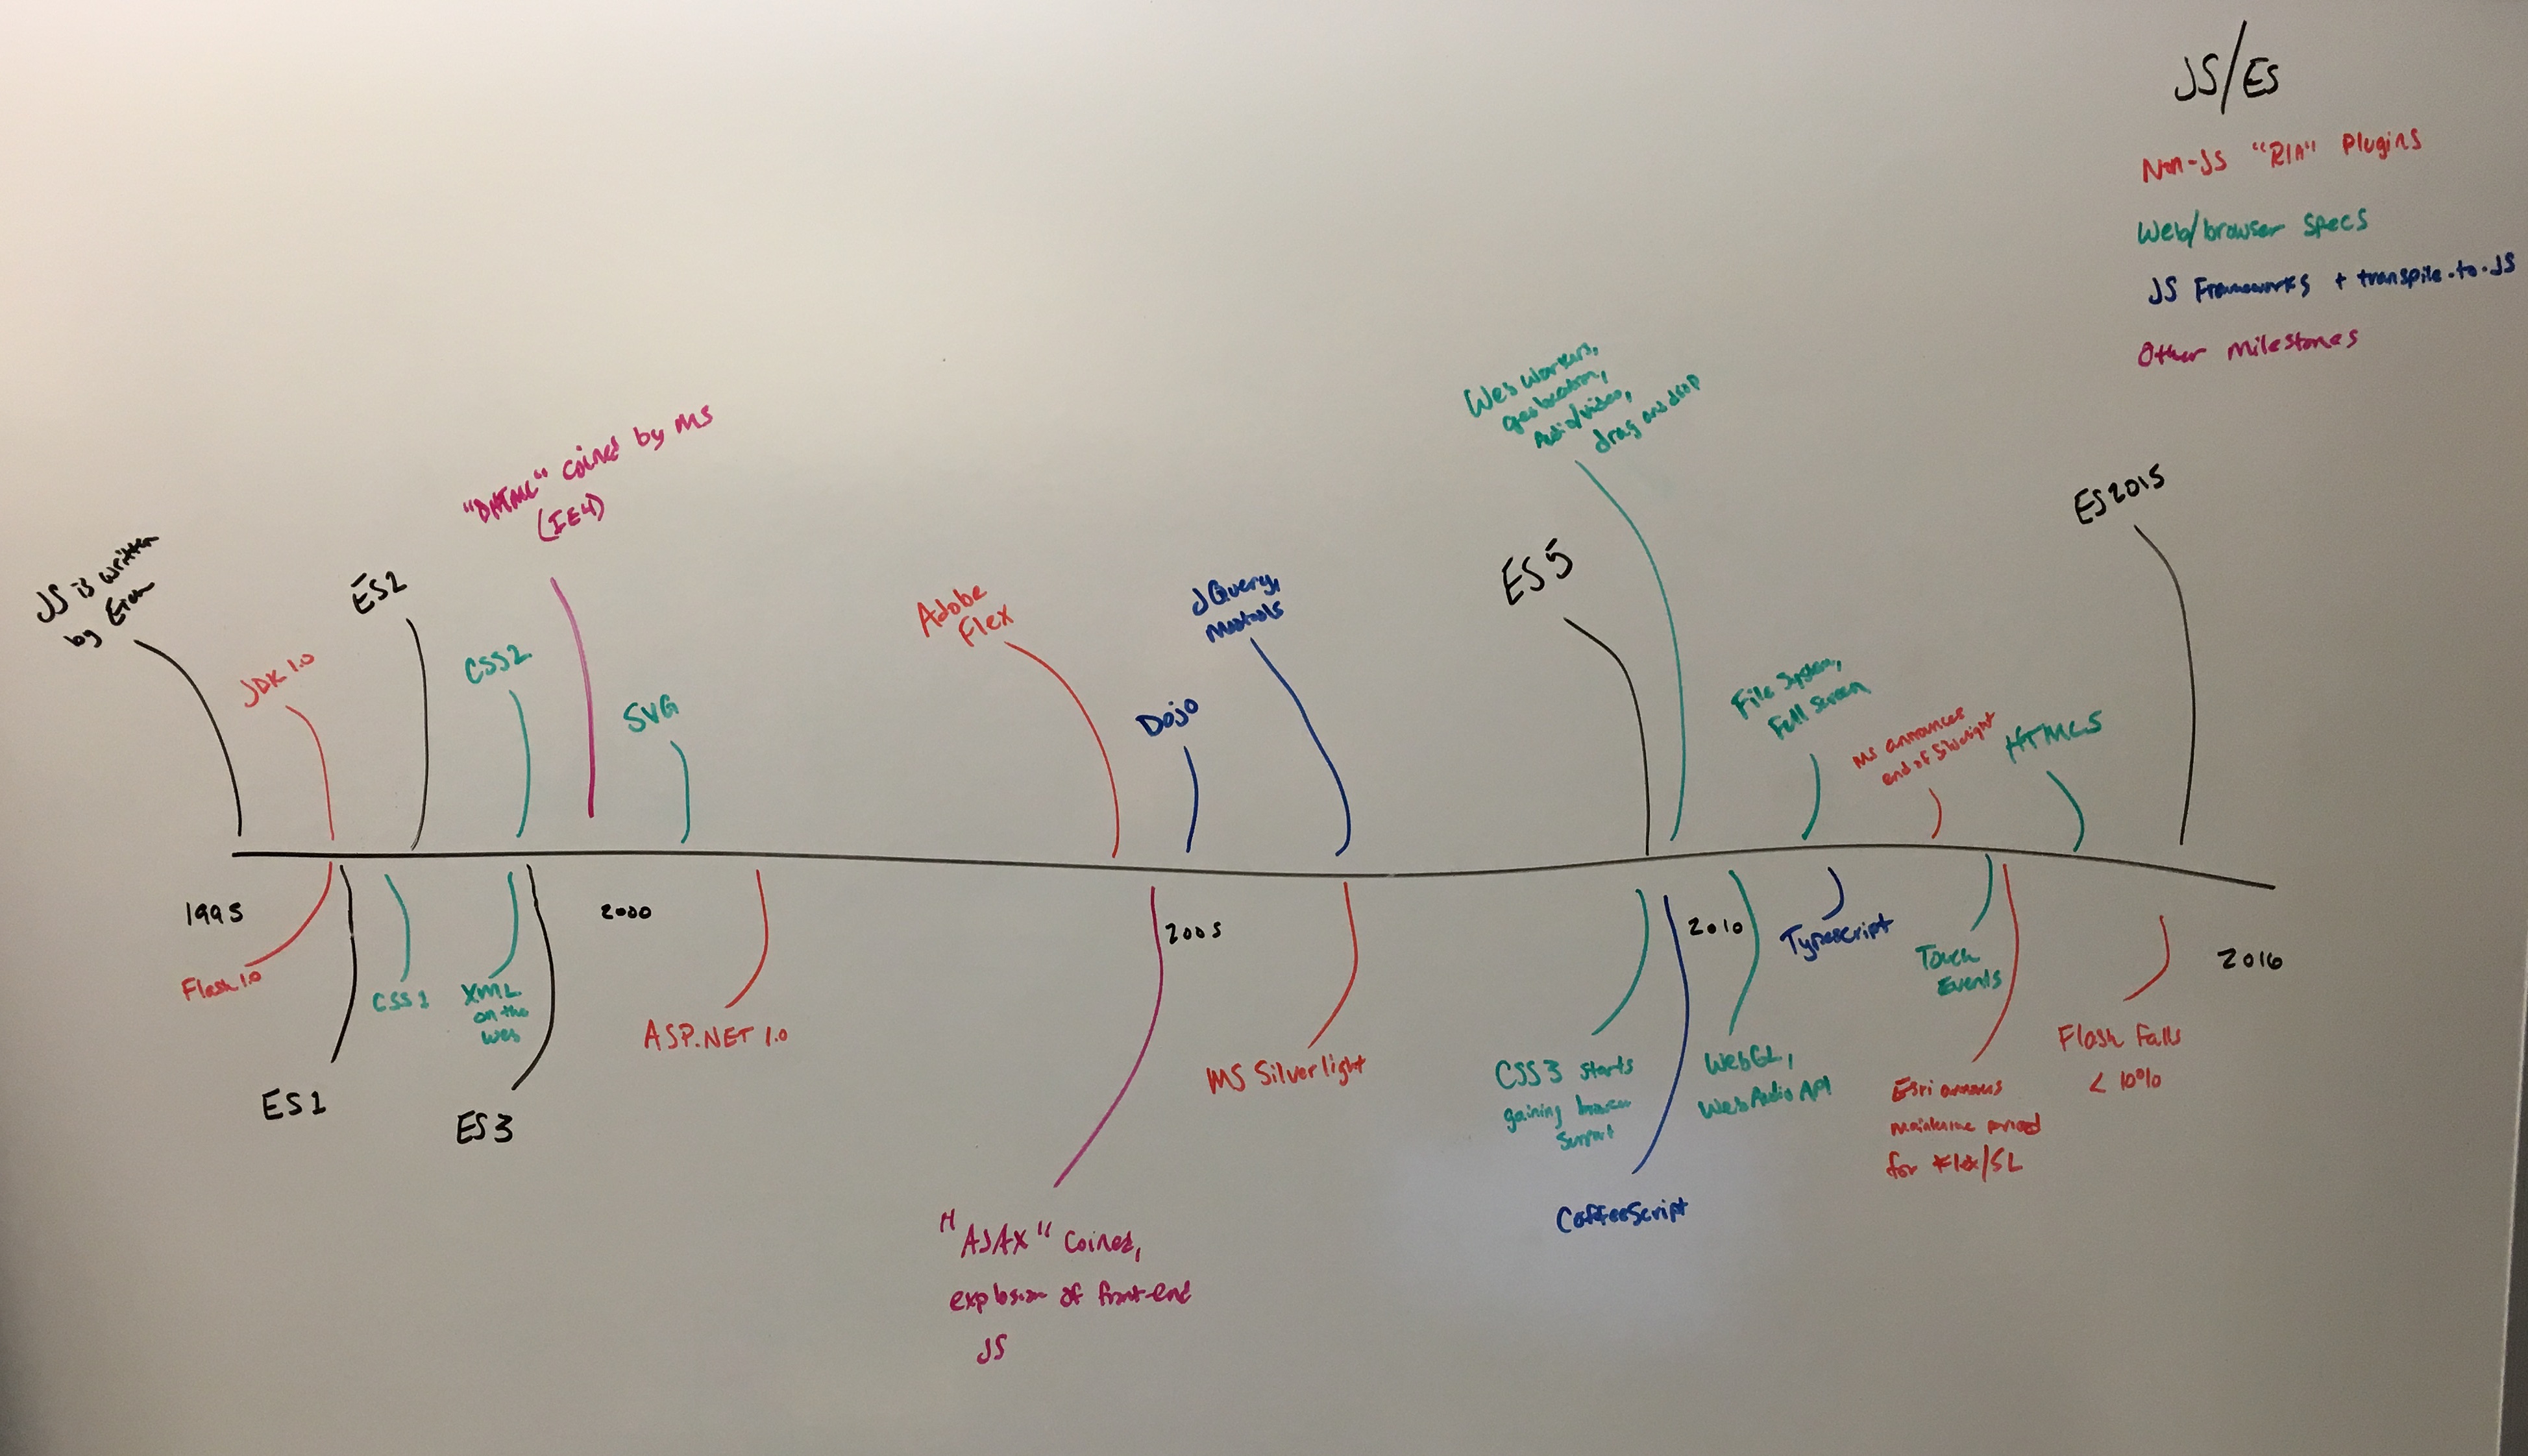 JS/ES
Non-JS "RIA" Plugins
Web/browser specs
JS Frameworks + transpile-to-JS
Other milestones
JS is written
by
JDK 1.0
ES2
CSS2
"DHTML" coined by MS
(IE4)
SVG
Adobe
Flex
Dojo
JQuery,
Mootools
ES5
Web Workers,
geolocation,
Audio/video,
drag and drop
File System,
Full Screen
MS announces
end of Silverlight
HTML5
ES2015
1995
2000
2005
2010
2016
Flash 1.0
ES1
CSS1
XML
on the
web
ES3
ASP.NET 1.0
"AJAX" coined,
explosion of front-end
JS
MS Silverlight
CSS3 starts
gaining browser
support
CoffeeScript
WebGL,
Web Audio API
Typescript
Touch
Events
Esri
period
for Flex/SL
Flash Falls
< 10%